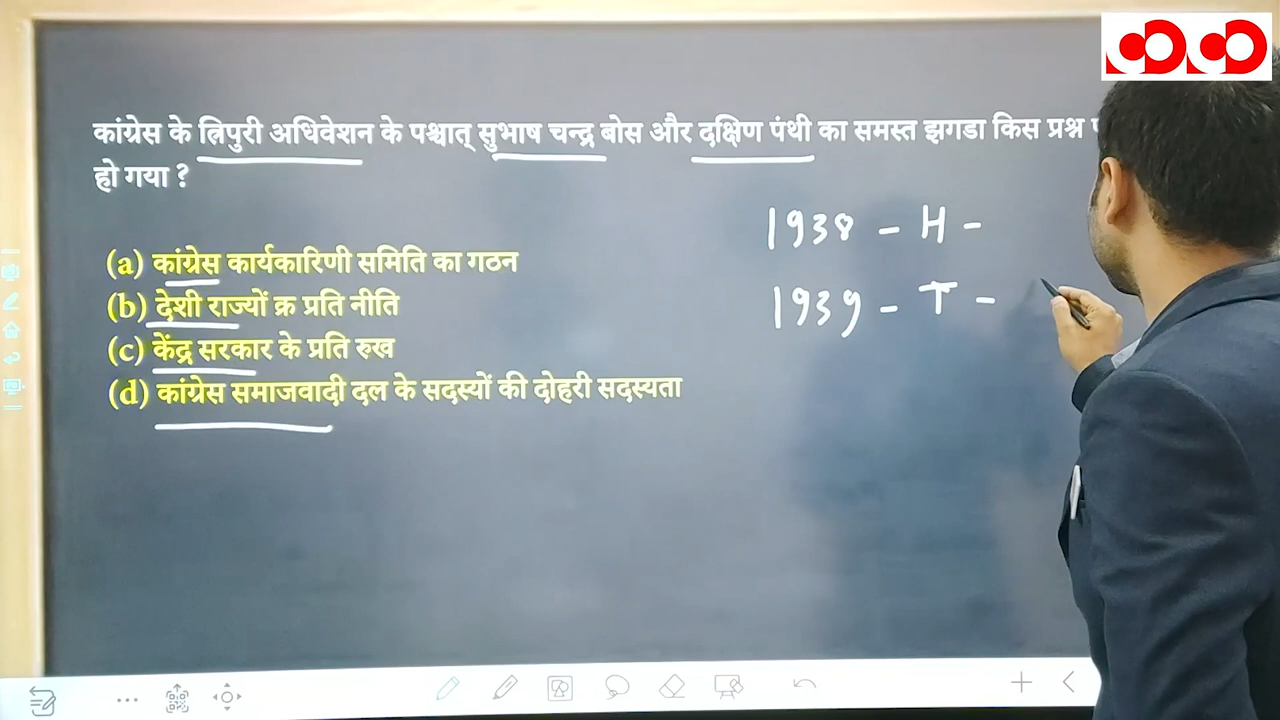 कांग्रेस के त्रिपुरी अधिवेशन के पश्चात् सुभाष चन्द्र बोस और दक्षिण पंथी का समस्त झगडा किस प्रश्न
हो गया ?
(a) कांग्रेस कार्यकारिणी समिति का गठन
(b) देशी राज्यों क्र प्रति नीति
(c) केंद्र सरकार के प्रति रुख
(d) कांग्रेस समाजवादी दल के सदस्यों की दोहरी सदस्यता
1938 - H -
1939 - T -